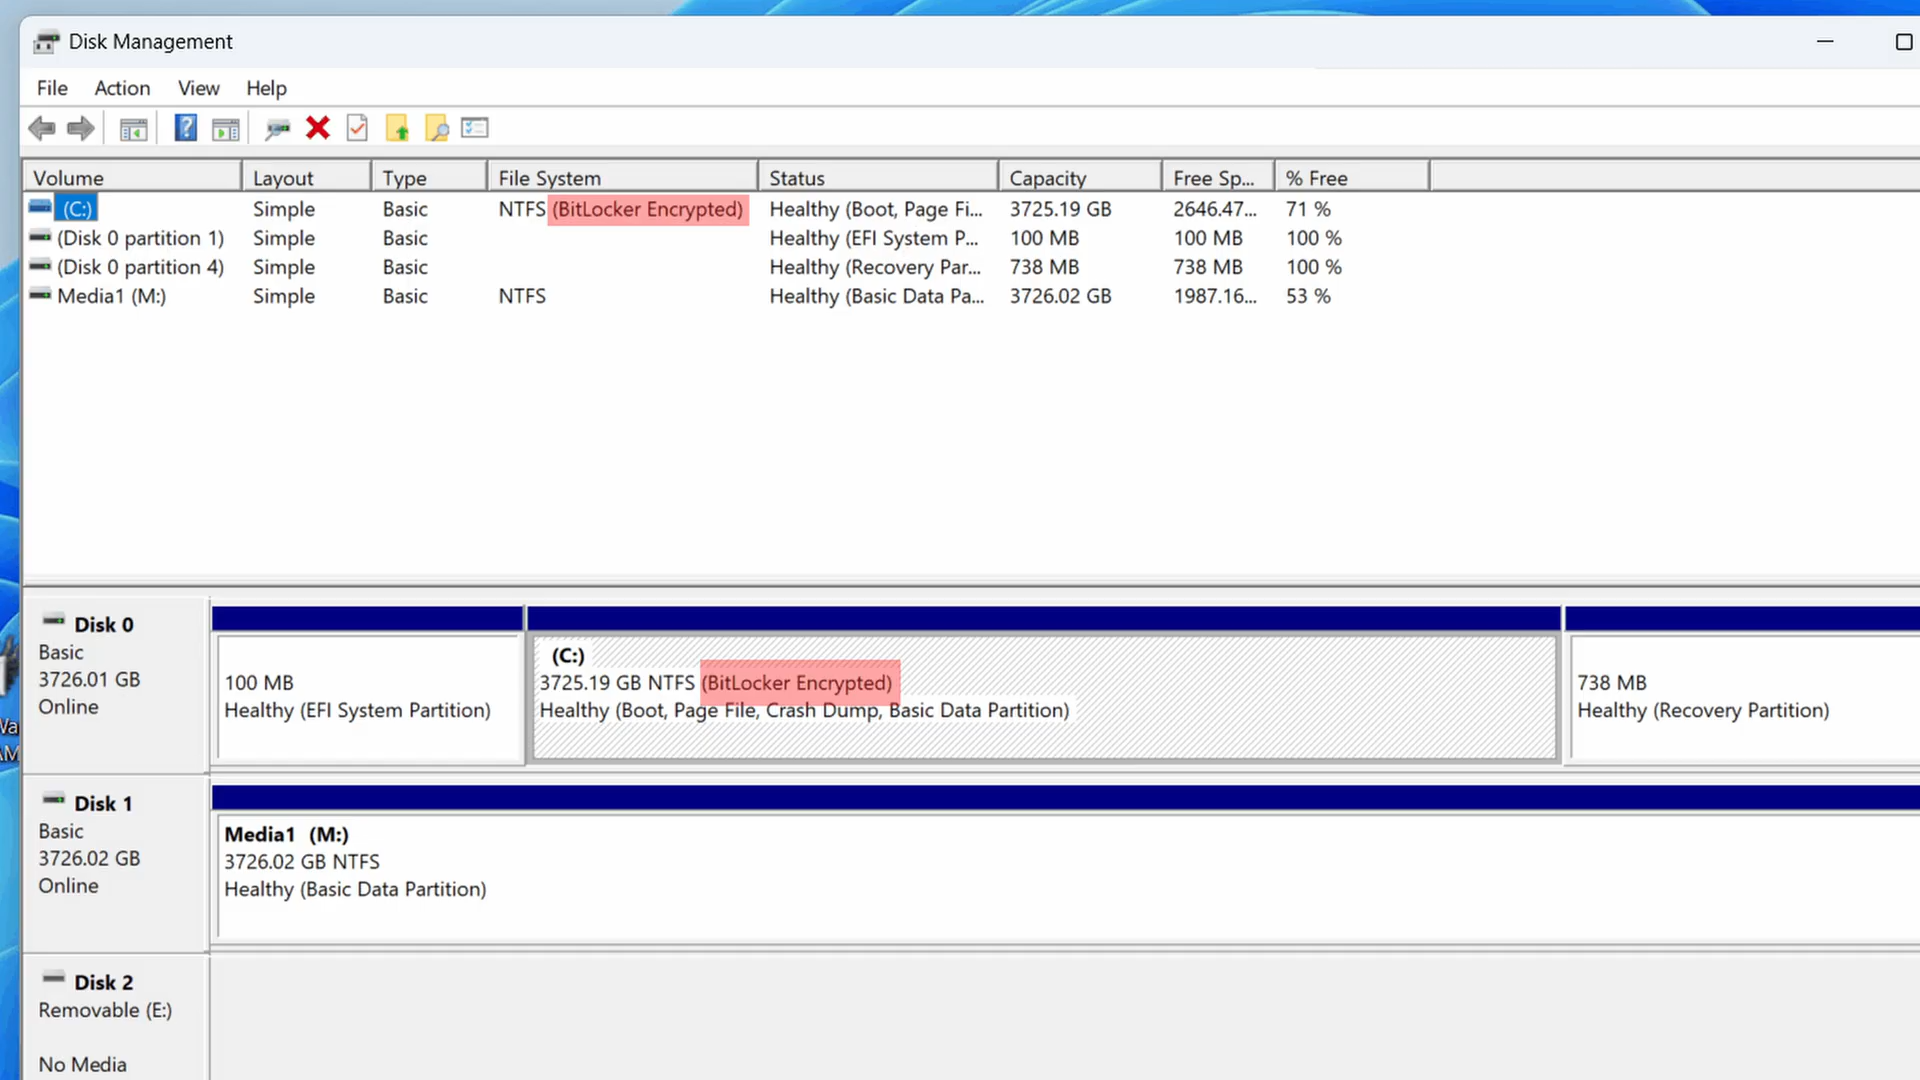 Disk Management
File Action View Help
Volume Layout Type File System Status Capacity Free Sp... % Free
(C:) Simple Basic NTFS (BitLocker Encrypted) Healthy (Boot, Page Fi... 3725.19 GB 2646.47... 71 %
(Disk 0 partition 1) Simple Basic Healthy (EFI System P... 100 MB 100 MB 100 %
(Disk 0 partition 4) Simple Basic Healthy (Recovery Par... 738 MB 738 MB 100 %
Media1 (M:) Simple Basic NTFS Healthy (Basic Data Pa... 3726.02 GB 1987.16... 53 %
Disk 0
Basic
3726.01 GB
Online
100 MB
Healthy (EFI System Partition)
(C:)
3725.19 GB NTFS (BitLocker Encrypted)
Healthy (Boot, Page File, Crash Dump, Basic Data Partition)
738 MB
Healthy (Recovery Partition)
Disk 1
Basic
3726.02 GB
Online
Media1 (M:)
3726.02 GB NTFS
Healthy (Basic Data Partition)
Disk 2
Removable (E:)
No Media